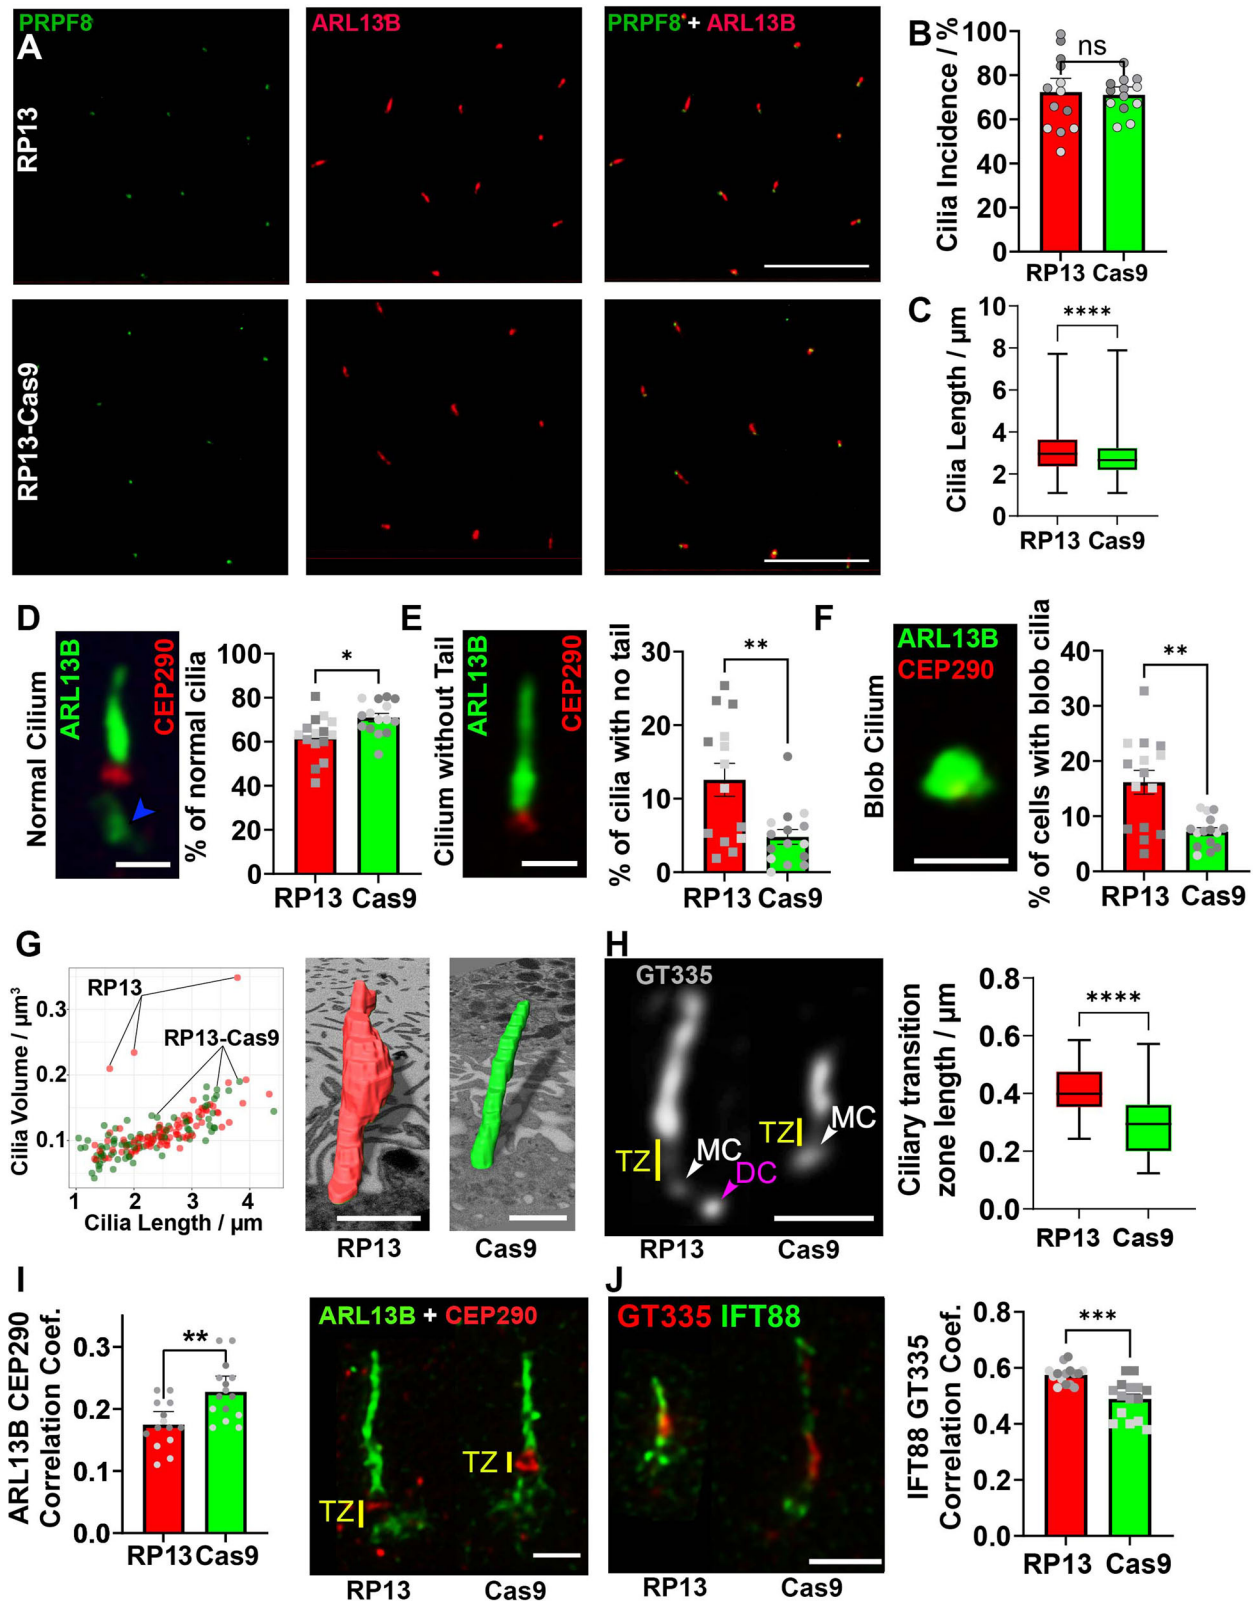 PRPF8
ARL13B
PRPF8 + ARL13B
A
RP13
RP13-Cas9
B
Cilia Incidence / %
100
80
60
40
20
0
ns
RP13 Cas9
C
Cilia Length / µm
10
8
6
4
2
0
****
RP13 Cas9
D
Normal Cilium
ARL13B
CEP290
% of normal cilia
100
80
60
40
20
0
*
RP13 Cas9
E
Cilium without Tail
ARL13B
CEP290
% of cilia with no tail
30
20
10
0
**
RP13 Cas9
F
Blob Cilium
ARL13B
CEP290
% of cells with blob cilia
40
30
20
10
0
**
RP13 Cas9
G
Cilia Volume / µm³
0.3
0.2
0.1
RP13
RP13-Cas9
1 2 3 4
Cilia Length / µm
RP13
Cas9
H
GT335
TZ
MC
DC
TZ
MC
RP13
Cas9
Ciliary transition
zone length / µm
0.8
0.6
0.4
0.2
0.0
****
RP13 Cas9
I
ARL13B CEP290
Correlation Coef.
0.3
0.2
0.1
0.0
**
RP13 Cas9
ARL13B + CEP290
TZ
TZ
RP13
Cas9
J
GT335 IFT88
RP13
Cas9
IFT88 GT335
Correlation Coef.
0.8
0.6
0.4
0.2
0.0
***
RP13 Cas9